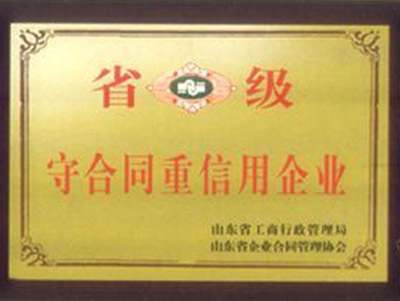 省级
守合同重信用企业
山东省工商行政管理局
山东省企业合同管理协会